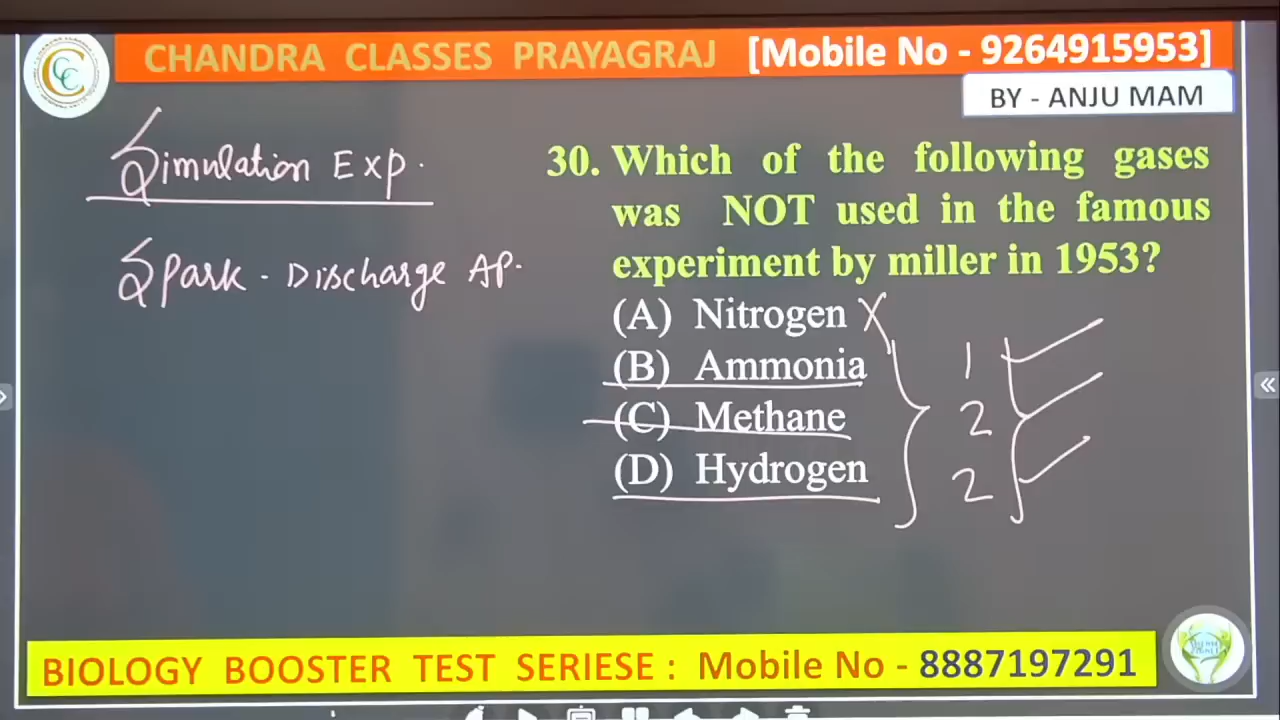 CHANDRA CLASSES PRAYAGRAJ [Mobile No - 9264915953]
BY - ANJU MAM
Simulation Exp.
Spark - Discharge AP.
30. Which of the following gases
was NOT used in the famous
experiment by miller in 1953?
(A) Nitrogen X
(B) Ammonia 1
(C) Methane 2
(D) Hydrogen 2
BIOLOGY BOOSTER TEST SERIESE : Mobile No - 8887197291